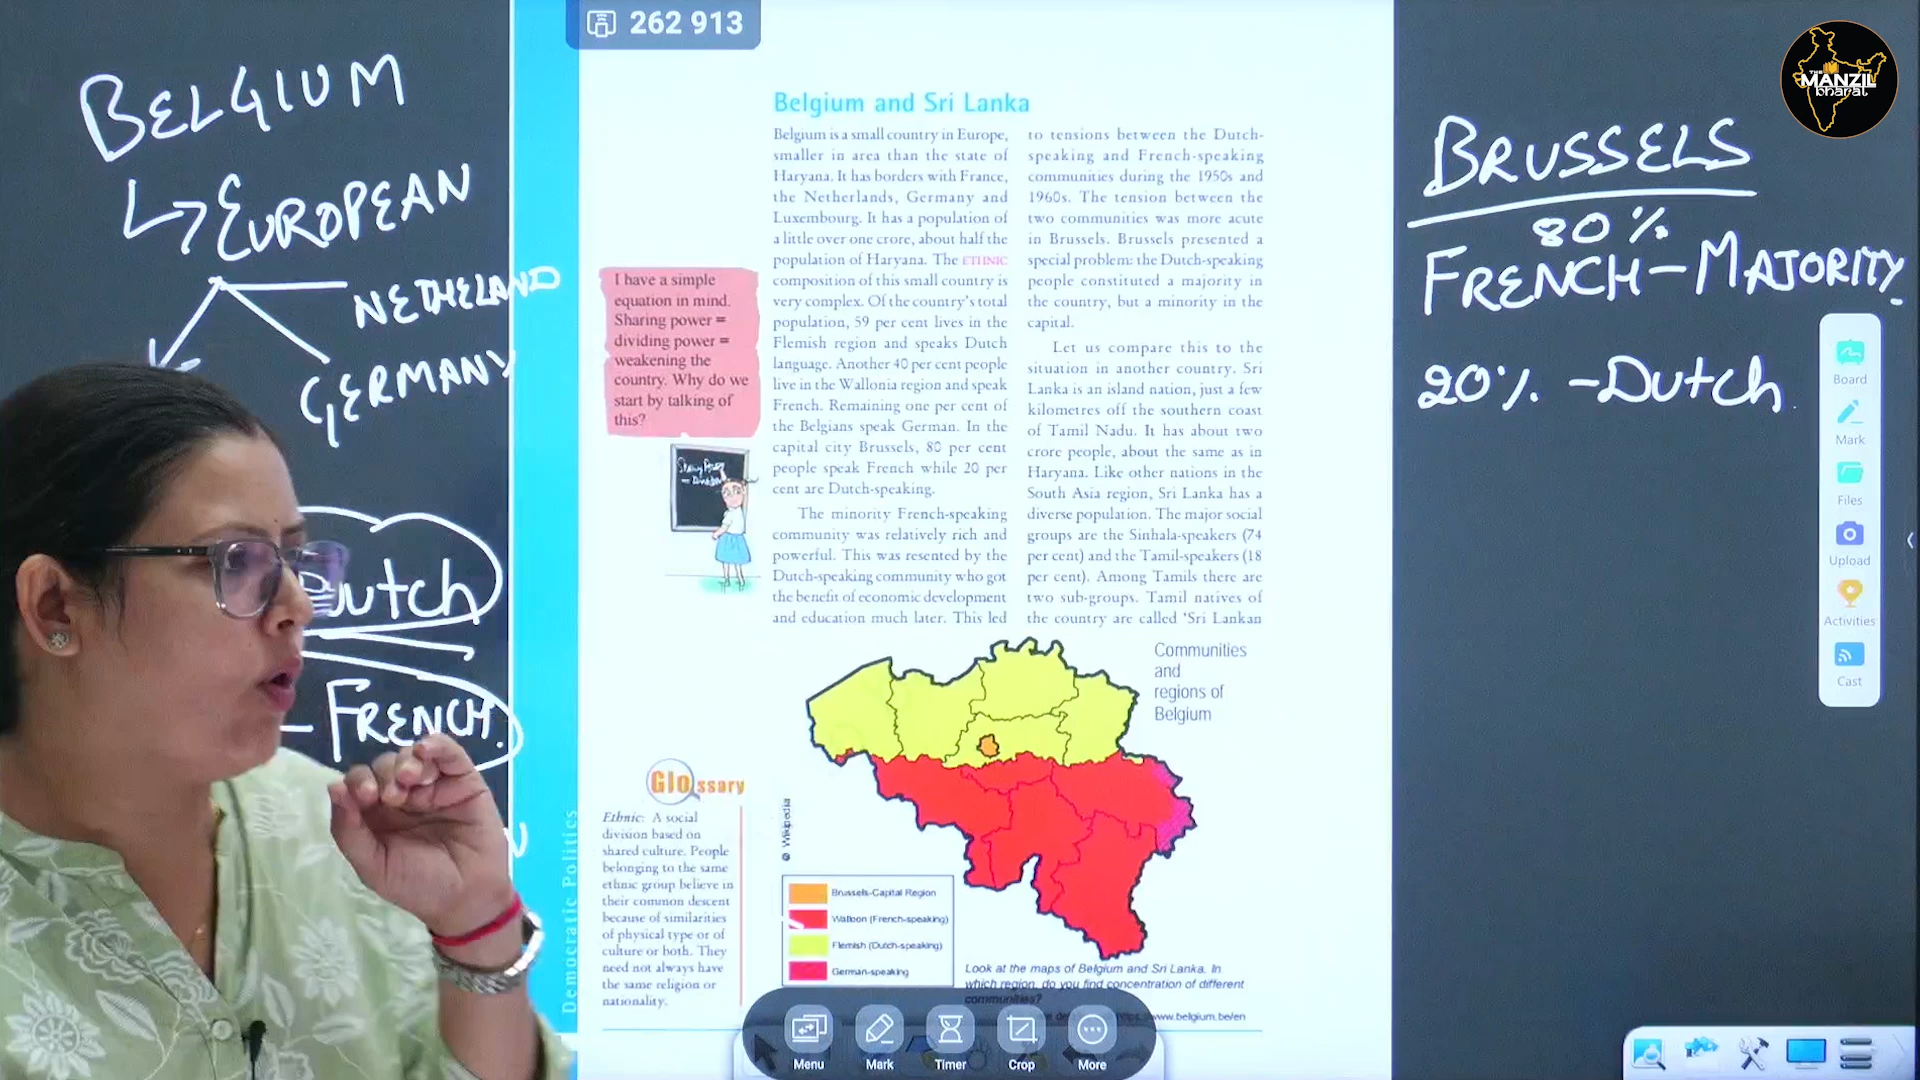 262 913
THE
MANZIL
bharat
BELGIUM
EUROPEAN
NETHELAND
GERMANY
Dutch
FRENCH.
Belgium and Sri Lanka
Belgium is a small country in Europe,
smaller in area than the state of
Haryana. It has borders with France,
the Netherlands, Germany and
Luxembourg. It has a population of
a little over one crore, about half the
population of Haryana. The ETHNIC
composition of this small country is
very complex. Of the country's total
population, 59 per cent lives in the
Flemish region and speaks Dutch
language. Another 40 per cent people
live in the Wallonia region and speak
French. Remaining one per cent of
the Belgians speak German. In the
capital city Brussels, 80 per cent
people speak French while 20 per
cent are Dutch-speaking.
The minority French-speaking
community was relatively rich and
powerful. This was resented by the
Dutch-speaking community who got
the benefit of economic development
and education much later. This led
to tensions between the Dutch-
speaking and French-speaking
communities during the 1950s and
1960s. The tension between the
two communities was more acute
in Brussels. Brussels presented a
special problem: the Dutch-speaking
people constituted a majority in
the country, but a minority in the
capital.
Let us compare this to the
situation in another country. Sri
Lanka is an island nation, just a few
kilometres off the southern coast
of Tamil Nadu. It has about two
crore people, about the same as in
Haryana. Like other nations in the
South Asia region, Sri Lanka has a
diverse population. The major social
groups are the Sinhala-speakers (74
per cent) and the Tamil-speakers (18
per cent). Among Tamils there are
two sub-groups. Tamil natives of
the country are called 'Sri Lankan
I have a simple
equation in mind.
Sharing power =
dividing power =
weakening the
country. Why do we
start by talking of
this?
Glossary
Ethnic: A social
division based on
shared culture. People
belonging to the same
ethnic group believe in
their common descent
because of similarities
of physical type or of
culture or both. They
need not always have
the same religion or
nationality.
Democratic Politics
Communities
and
regions of
Belgium
© Wikipedia
Brussels-Capital Region
Walloon (French-speaking)
Flemish (Dutch-speaking)
German-speaking
Look at the maps of Belgium and Sri Lanka. In
which region, do you find concentration of different
communities?
www.belgium.be/en
BRUSSELS
80%
FRENCH - MAJORITY.
20% - Dutch.
Board
Mark
Files
Upload
Activities
Cast
Menu
Mark
Timer
Crop
More